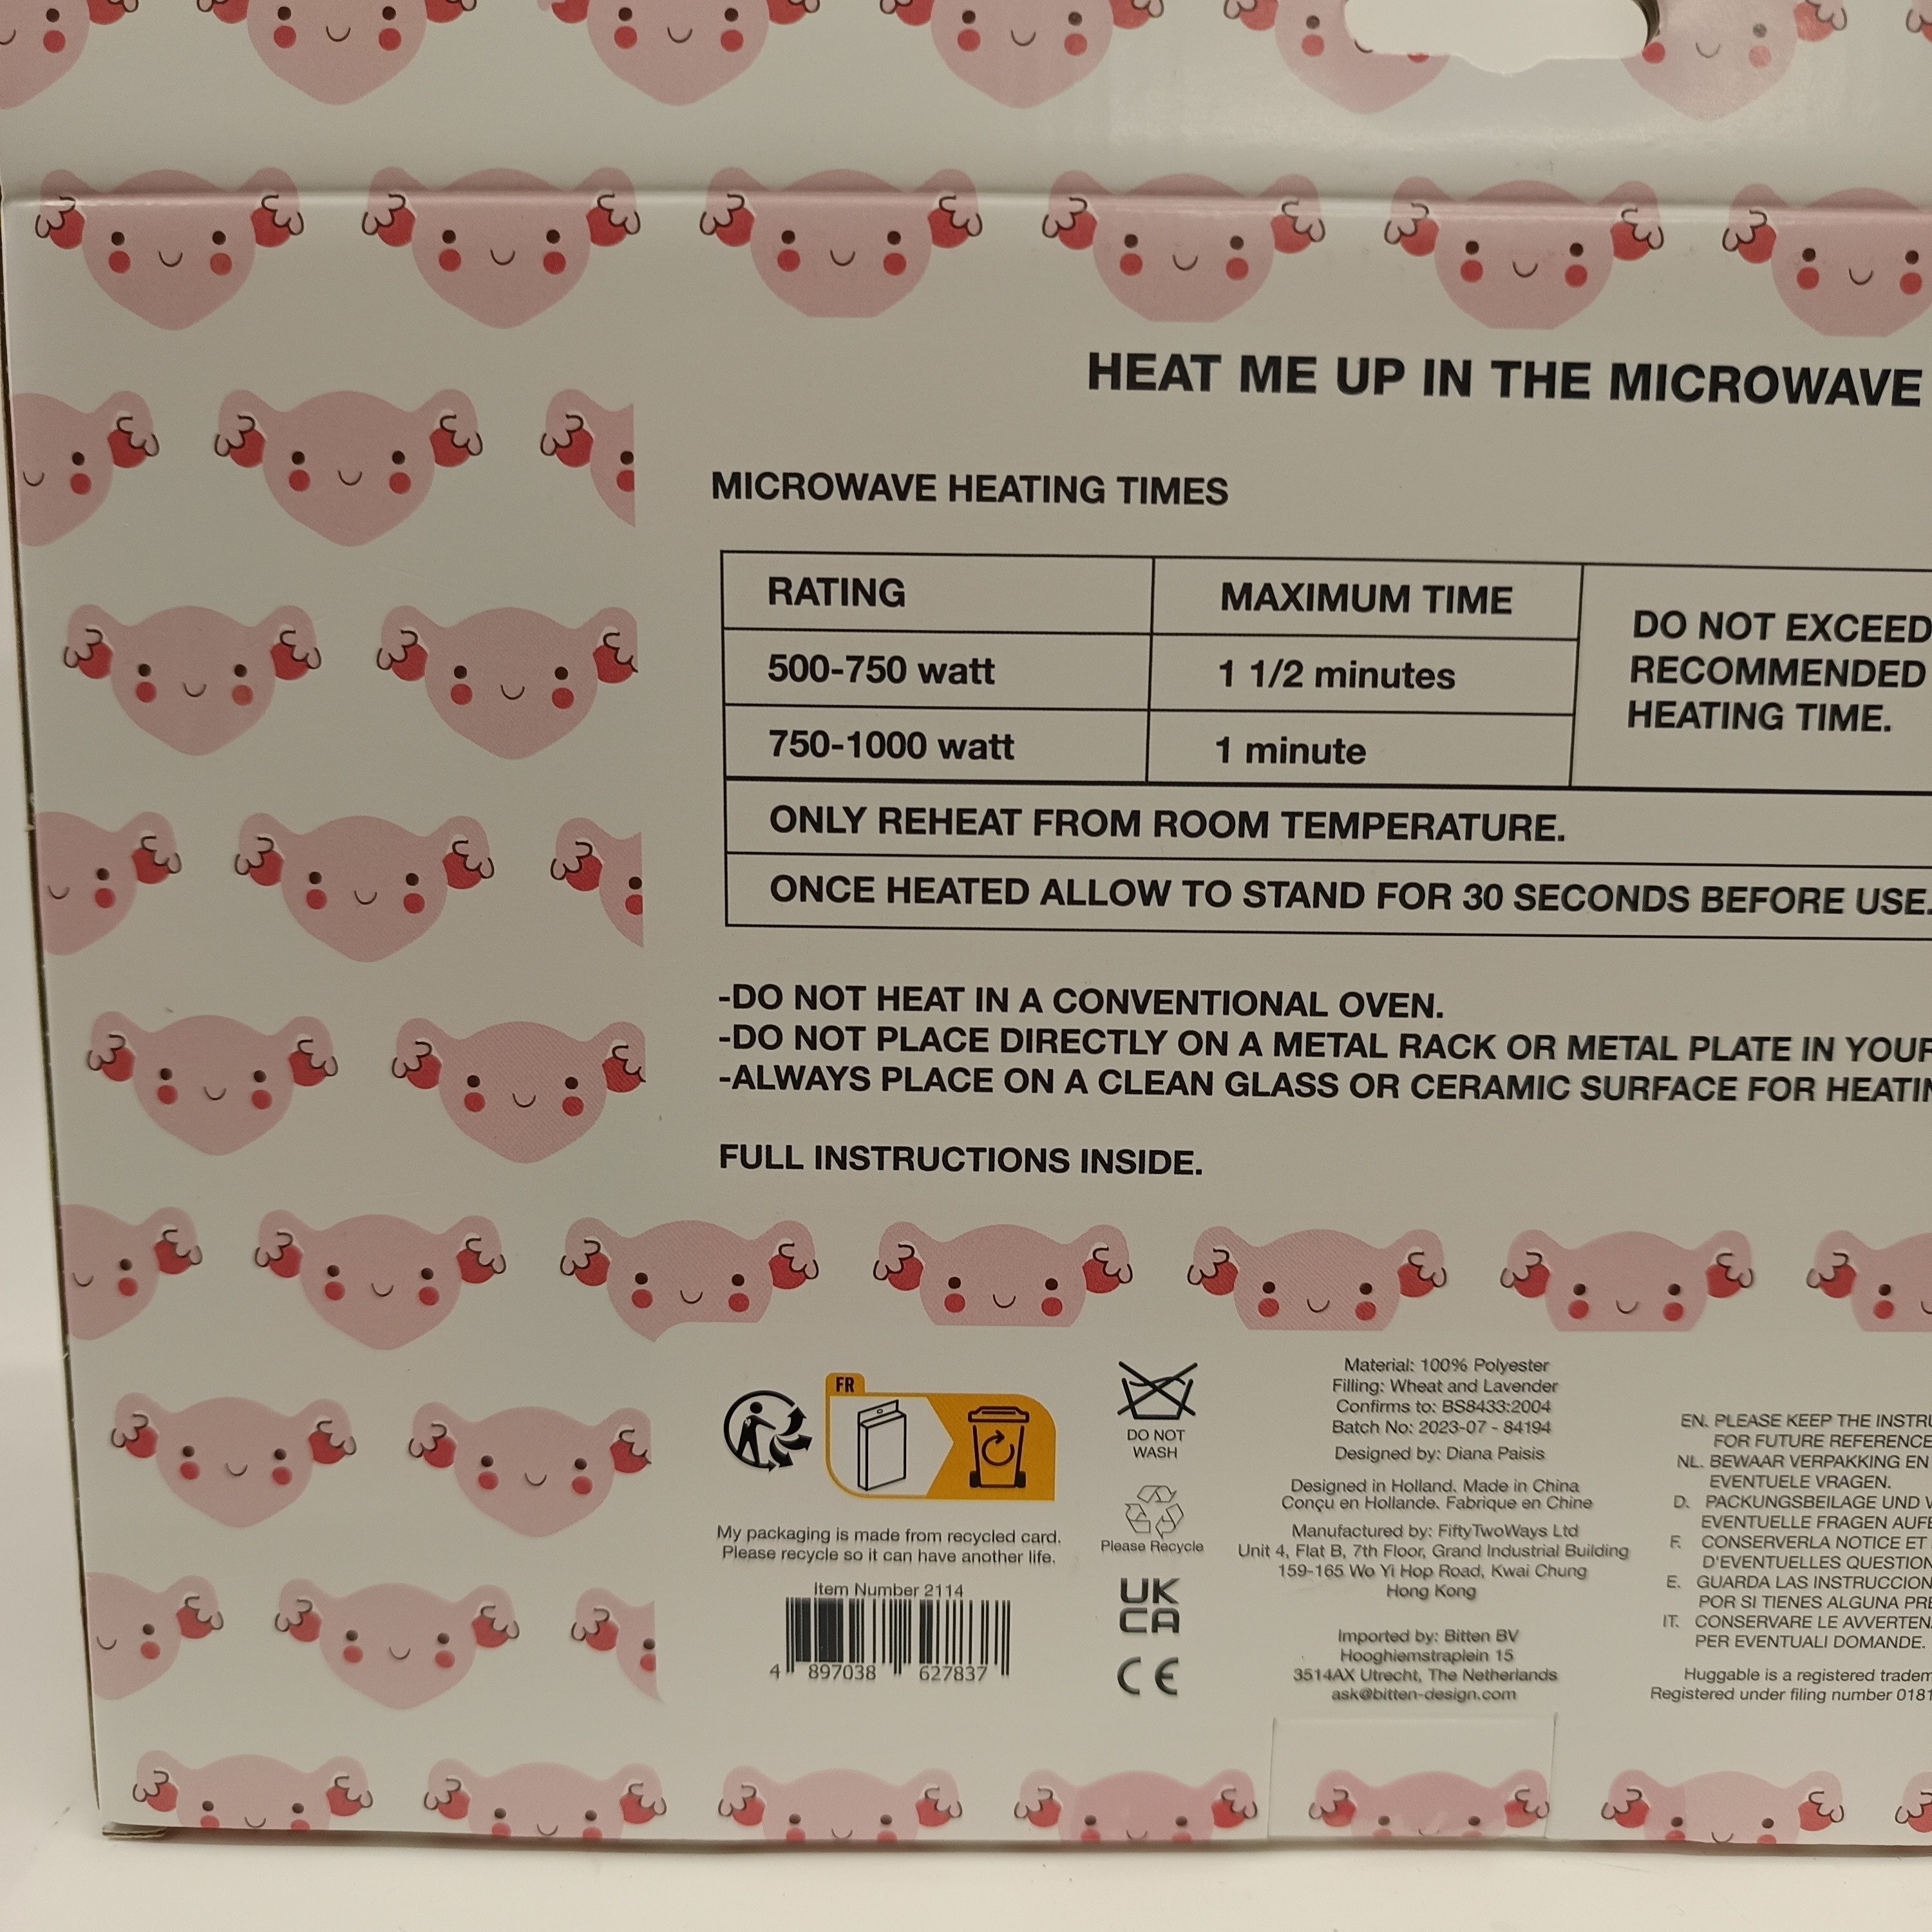 HEAT ME UP IN THE MICROWAVE
MICROWAVE HEATING TIMES
RATING
MAXIMUM TIME
500-750 watt
1 1/2 minutes
750-1000 watt
1 minute
DO NOT EXCEED
RECOMMENDED
HEATING TIME.
ONLY REHEAT FROM ROOM TEMPERATURE.
ONCE HEATED ALLOW TO STAND FOR 30 SECONDS BEFORE USE.
-DO NOT HEAT IN A CONVENTIONAL OVEN.
-DO NOT PLACE DIRECTLY ON A METAL RACK OR METAL PLATE IN YOUR
-ALWAYS PLACE ON A CLEAN GLASS OR CERAMIC SURFACE FOR
FULL INSTRUCTIONS INSIDE.
FR
My packaging is made from recycled card.
Please recycle so it can have another life.
Item Number 2114
4 897038 627837
DO NOT
WASH
Please Recycle
UK
CA
CE
Material: 100% Polyester
Filling: Wheat and Lavender
Confirms to: BS8433:2004
Batch No: 2023-07 - 84194
Designed by: Diana Paisis
Designed in Holland. Made in China
Conçu en Hollande. Fabrique en Chine
Manufactured by: FiftyTwoWays Ltd
Unit 4, Flat B, 7th Floor, Grand Industrial Building
159-165 Wo Yi Hop Road, Kwai Chung
Hong Kong
Imported by: Bitten BV
Hooghiemstraplein 15
3514AX Utrecht, The Netherlands
ask@bitten-design.com
EN. PLEASE KEEP THE
FOR FUTURE REFERENCE
NL. BEWAAR VERPAKKING EN
EVENTUELE VRAGEN.
D. PACKUNGSBEILAGE UND
EVENTUELLE FRAGEN
F. CONSERVERLA NOTICE ET
D'EVENTUELLES
E. GUARDA LAS
POR SI TIENES ALGUNA
IT. CONSERVARE LE
PER EVENTUALI DOMANDE.
Huggable is a registered
Registered under filing number